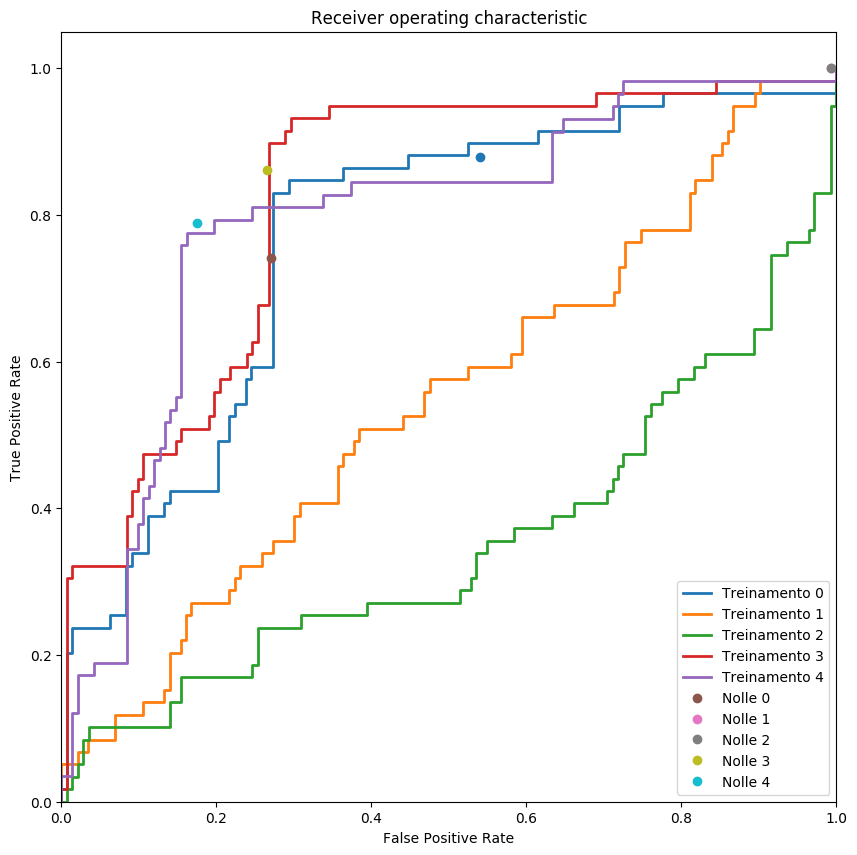 Receiver operating characteristic
1.0
0.8
0.6
0.4
0.2
0.0
True Positive Rate
0.0 0.2 0.4 0.6 0.8 1.0
False Positive Rate
Treinamento 0
Treinamento 1
Treinamento 2
Treinamento 3
Treinamento 4
Nolle 0
Nolle 1
Nolle 2
Nolle 3
Nolle 4